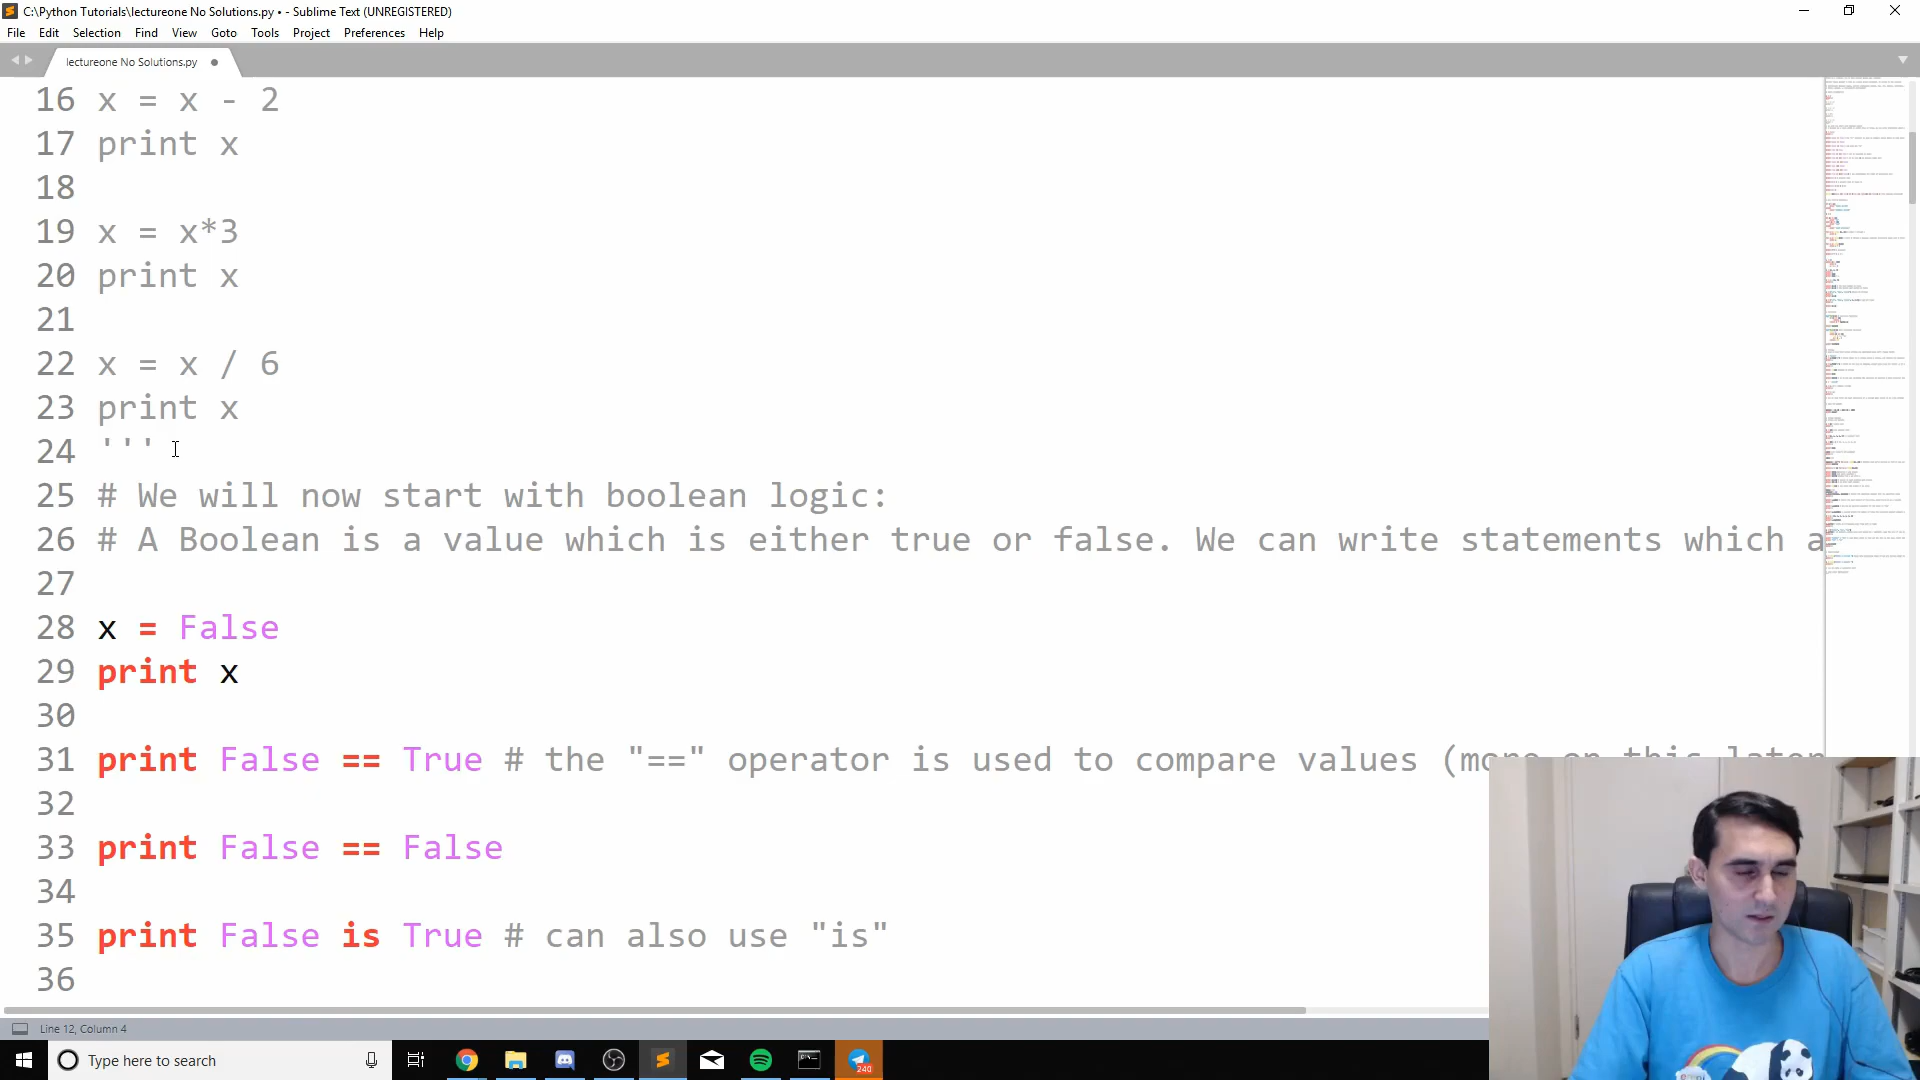 C:\Python Tutorials\lectureone No Solutions.py • - Sublime Text (UNREGISTERED)
File Edit Selection Find View Goto Tools Project Preferences Help
lectureone No Solutions.py
16 x = x - 2
17 print x
18
19 x = x*3
20 print x
21
22 x = x / 6
23 print x
24 '''
25 # We will now start with boolean logic:
26 # A Boolean is a value which is either true or false. We can write statements which a
27
28 x = False
29 print x
30
31 print False == True # the "==" operator is used to compare values (more on this later
32
33 print False == False
34
35 print False is True # can also use "is"
36
Line 12, Column 4
Type here to search
240